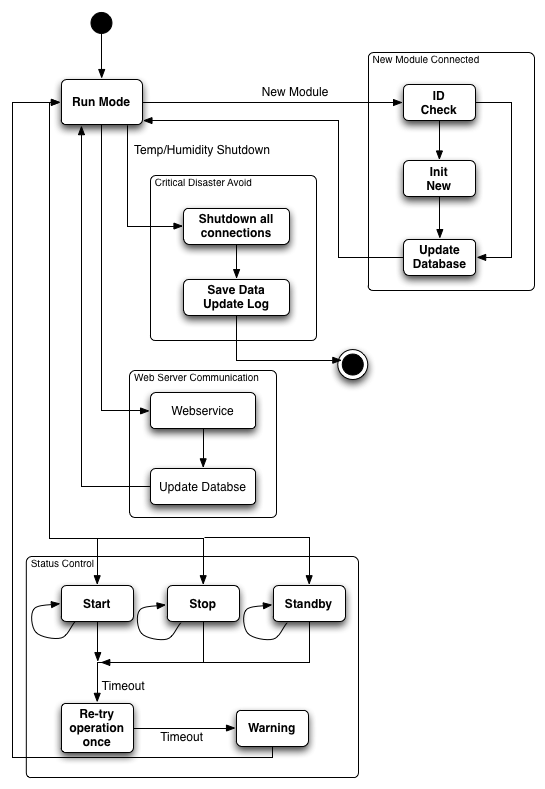 New Module Connected
Run Mode
New Module
ID
Check
Temp/Humidity Shutdown
Init
New
Critical Disaster Avoid
Shutdown all
connections
Update
Database
Save Data
Update Log
Web Server Communication
Webservice
Update Databse
Status Control
Start
Stop
Standby
Timeout
Re-try
operation
once
Timeout
Warning